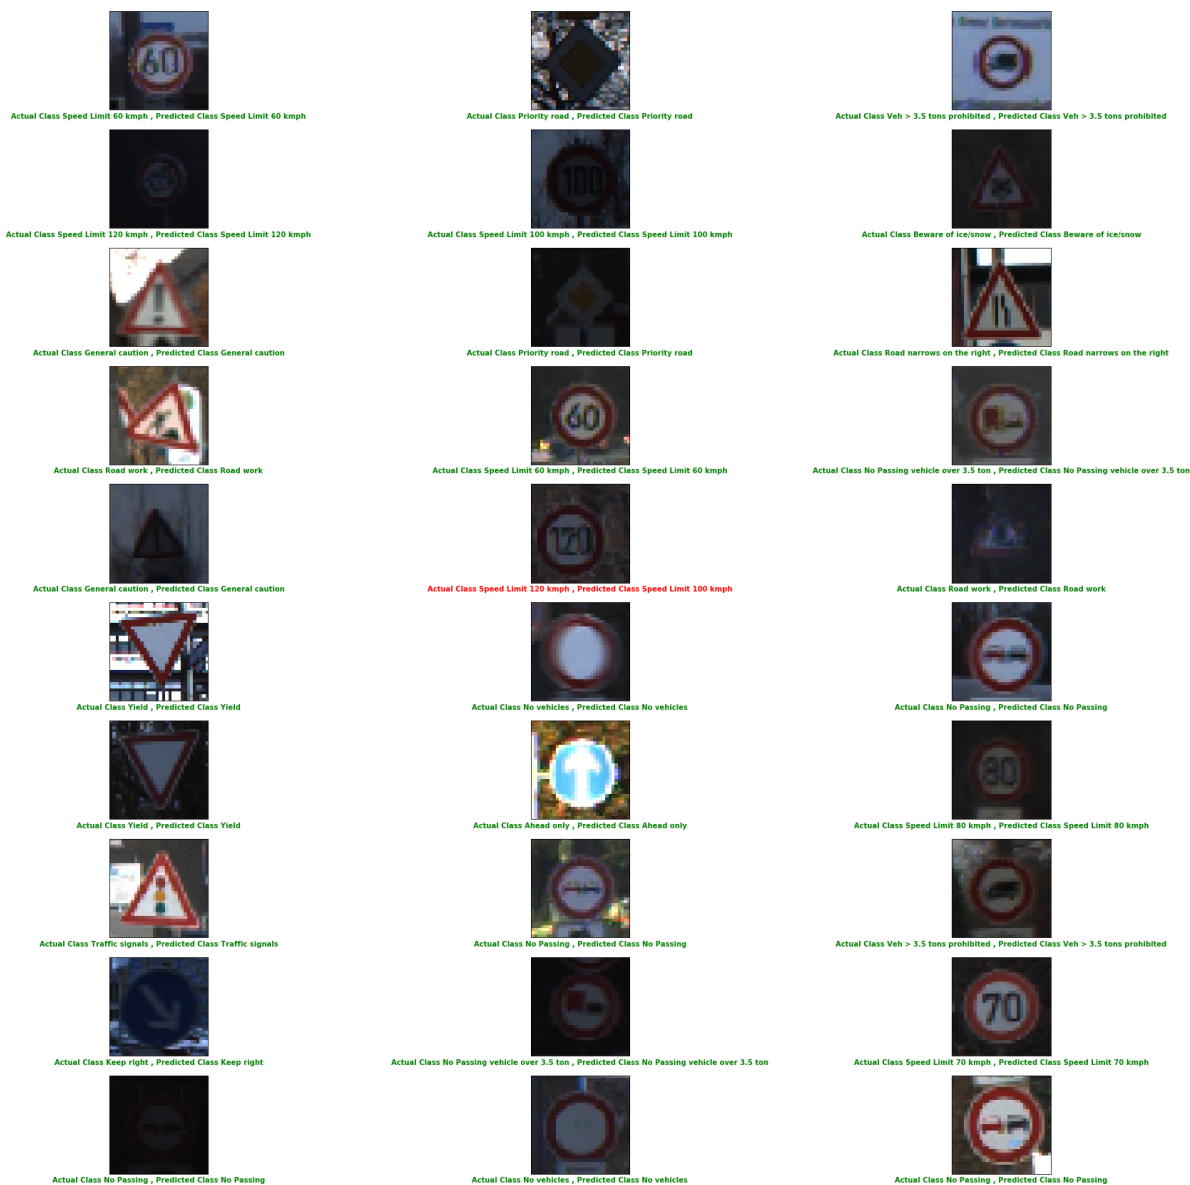 60
Actual Class Speed Limit 60 kmph , Predicted Class Speed Limit 60 kmph
Actual Class Priority road , Predicted Class Priority road
Actual Class Veh > 3.5 tons prohibited , Predicted Class Veh > 3.5 tons prohibited
100
Actual Class Speed Limit 120 kmph , Predicted Class Speed Limit 120 kmph
Actual Class Speed Limit 100 kmph , Predicted Class Speed Limit 100 kmph
Actual Class Beware of ice/snow , Predicted Class Beware of ice/snow
Actual Class General caution , Predicted Class General caution
Actual Class Priority road , Predicted Class Priority road
Actual Class Road narrows on the right , Predicted Class Road narrows on the right
60
Actual Class Road work , Predicted Class Road work
Actual Class Speed Limit 60 kmph , Predicted Class Speed Limit 60 kmph
Actual Class No Passing vehicle over 3.5 ton , Predicted Class No Passing vehicle over 3.5 ton
120
Actual Class General caution , Predicted Class General caution
Actual Class Speed Limit 120 kmph , Predicted Class Speed Limit 100 kmph
Actual Class Road work , Predicted Class Road work
Actual Class Yield , Predicted Class Yield
Actual Class No vehicles , Predicted Class No vehicles
Actual Class No Passing , Predicted Class No Passing
80
Actual Class Yield , Predicted Class Yield
Actual Class Ahead only , Predicted Class Ahead only
Actual Class Speed Limit 80 kmph , Predicted Class Speed Limit 80 kmph
Actual Class Traffic signals , Predicted Class Traffic signals
Actual Class No Passing , Predicted Class No Passing
Actual Class Veh > 3.5 tons prohibited , Predicted Class Veh > 3.5 tons prohibited
70
Actual Class Keep right , Predicted Class Keep right
Actual Class No Passing vehicle over 3.5 ton , Predicted Class No Passing vehicle over 3.5 ton
Actual Class Speed Limit 70 kmph , Predicted Class Speed Limit 70 kmph
Actual Class No Passing , Predicted Class No Passing
Actual Class No vehicles , Predicted Class No vehicles
Actual Class No Passing , Predicted Class No Passing